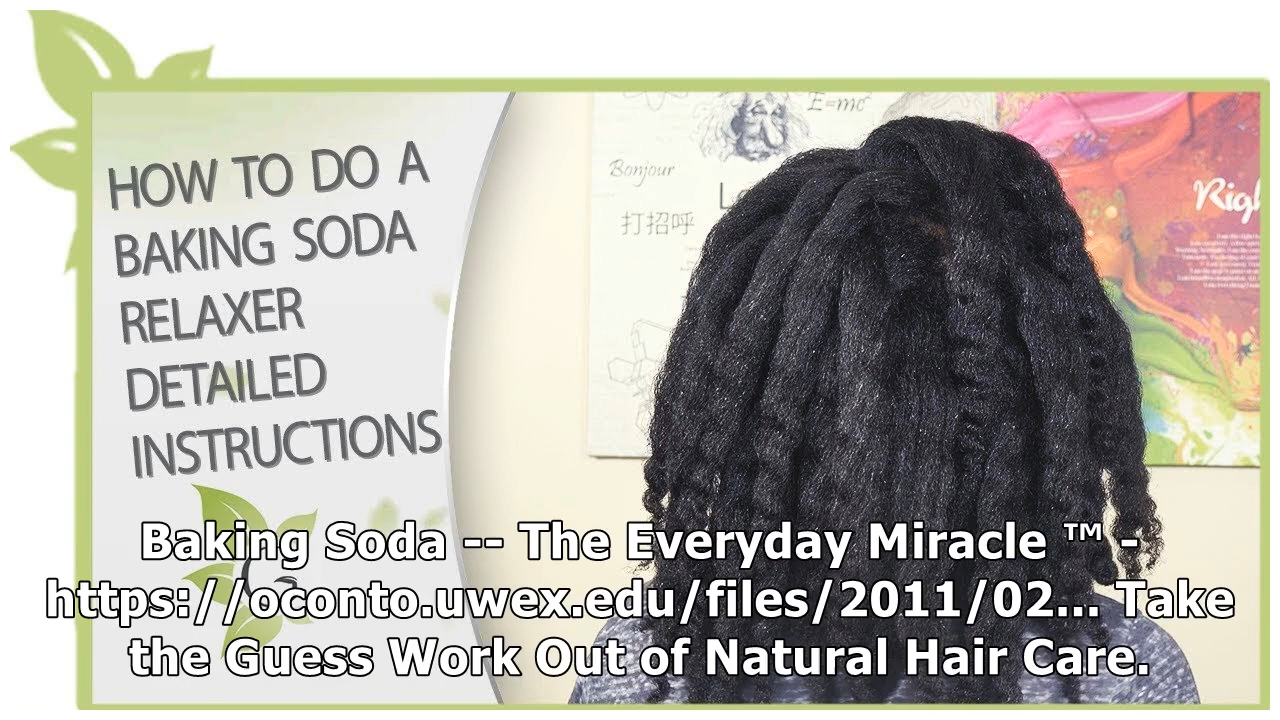 HOW TO DO A
BAKING SODA
RELAXER
DETAILED
INSTRUCTIONS
E=mc²
Bonjour
打招呼
Righ
Baking Soda -- The Everyday Miracle ™ -
https://oconto.uwex.edu/files/2011/02... Take
the Guess Work Out of Natural Hair Care.